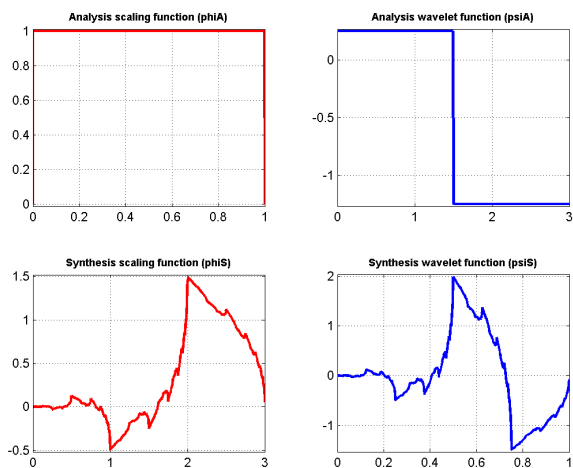 Analysis scaling function (phiA)
1
0.8
0.6
0.4
0.2
0
0 0.2 0.4 0.6 0.8 1
Analysis wavelet function (psiA)
0
-0.5
-1
0 1 2 3
Synthesis scaling function (phiS)
1.5
1
0.5
0
-0.5
0 1 2 3
Synthesis wavelet function (psiS)
2
1
0
-1
0 0.2 0.4 0.6 0.8 1